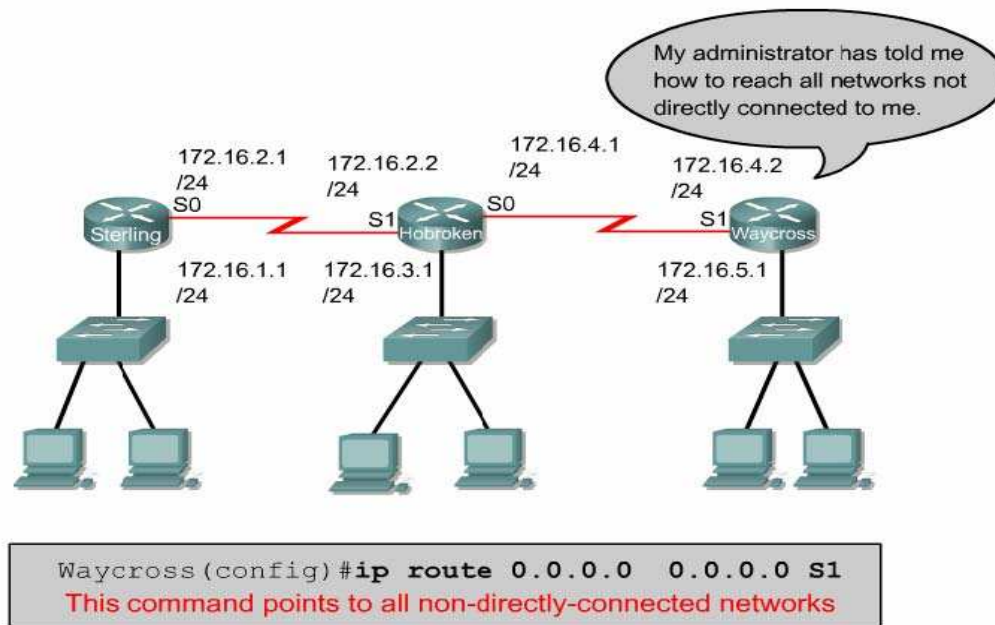 My administrator has told me
how to reach all networks not
directly connected to me.
172.16.2.1
/24
S0
172.16.2.2
/24
S1
172.16.4.1
/24
S0
172.16.4.2
/24
S1
Sterling
Hobroken
Waycross
172.16.1.1
/24
172.16.3.1
/24
172.16.5.1
/24
Waycross(config)#ip route 0.0.0.0 0.0.0.0 S1
This command points to all non-directly-connected networks